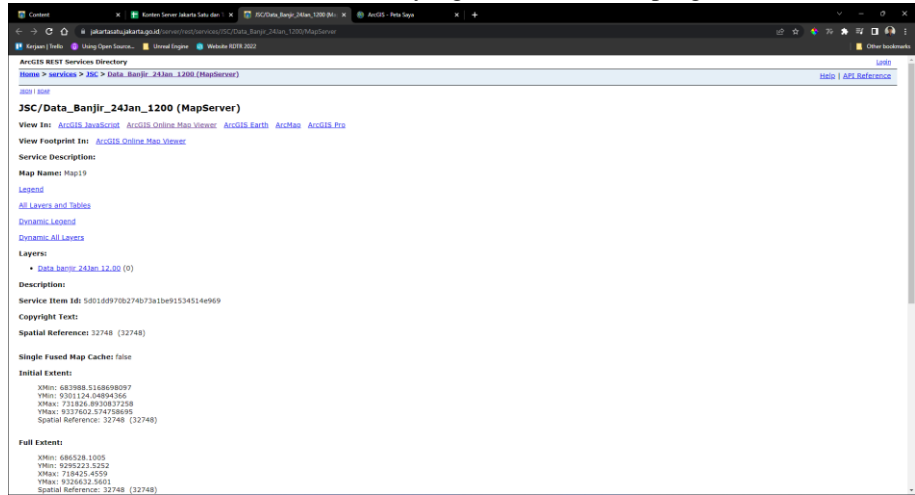 Content
Konten Server Jakarta Satu dan
JSC/Data_Banjir_24Jan_1200 (Ma
ArcGIS - Peta Saya
jakartasatu.jakarta.go.id/server/rest/services/JSC/Data_Banjir_24Jan_1200/MapServer
Kerjaan | Trello
Using Open Source...
Unreal Engine
Website RDTR 2022
Other bookmarks
ArcGIS REST Services Directory
Login
Home > services > JSC > Data_Banjir_24Jan_1200 (MapServer)
Help | API Reference
JSON | SOAP
JSC/Data_Banjir_24Jan_1200 (MapServer)
View In: ArcGIS JavaScript ArcGIS Online Map Viewer ArcGIS Earth ArcMap ArcGIS Pro
View Footprint In: ArcGIS Online Map Viewer
Service Description:
Map Name: Map19
Legend
All Layers and Tables
Dynamic Legend
Dynamic All Layers
Layers:
• Data banjir 24Jan 12.00 (0)
Description:
Service Item Id: 5d01dd970b274b73a1be91534514e969
Copyright Text:
Spatial Reference: 32748 (32748)
Single Fused Map Cache: false
Initial Extent:
XMin: 683988.5168698097
YMin: 9301124.04894366
XMax: 731826.8930837258
YMax: 9337602.574758695
Spatial Reference: 32748 (32748)
Full Extent:
XMin: 686528.1005
YMin: 9295223.5252
XMax: 718425.4559
YMax: 9326632.5601
Spatial Reference: 32748 (32748)